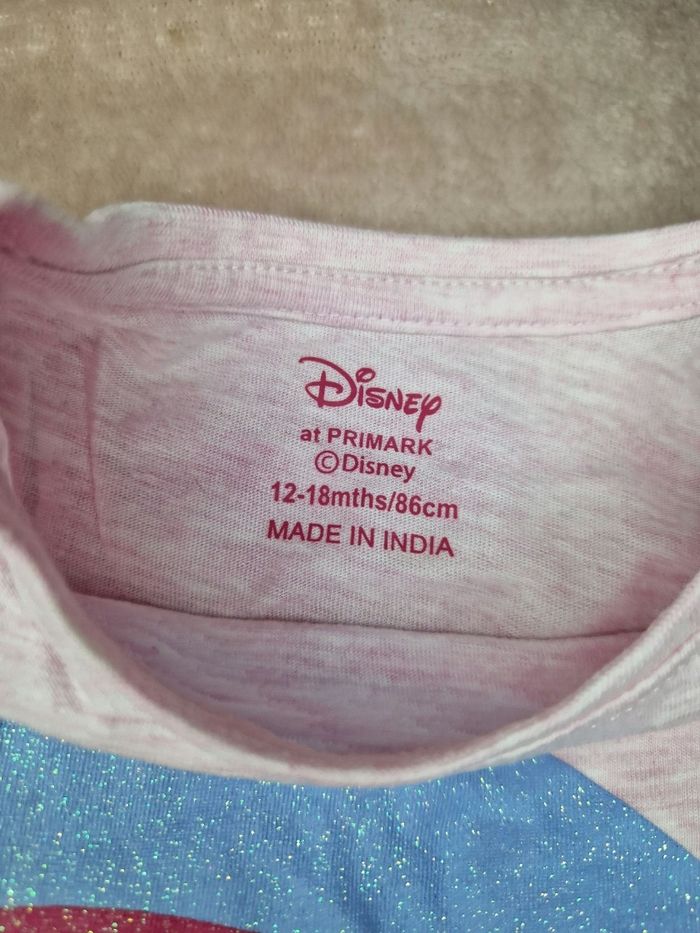 Disney
at PRIMARK
©Disney
12-18mths/86cm
MADE IN INDIA